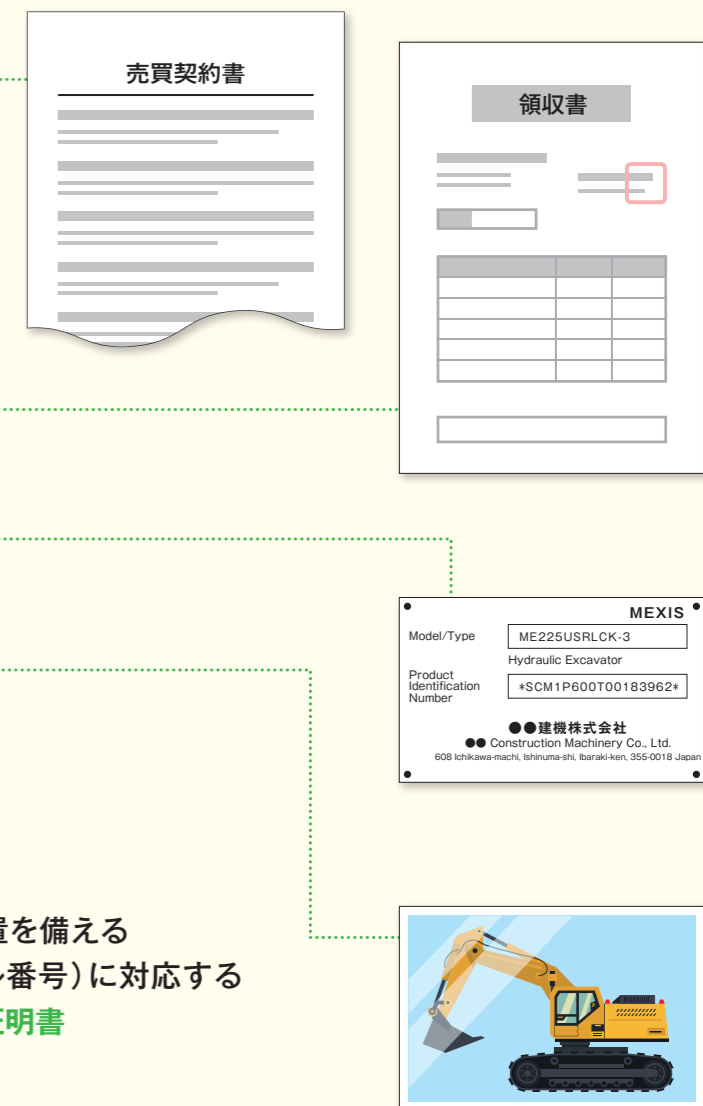 売買契約書
領収書
MEXIS
Model/Type
ME225USRLCK-3
Hydraulic Excavator
Product
Identification
Number
*SCM1P600T00183962*
●●建機株式会社
●● Construction Machinery Co., Ltd.
608 Ichikawa-machi, Ishinuma-shi, Ibaraki-ken, 355-0018 Japan
置を備える
番号）に対応する
明書